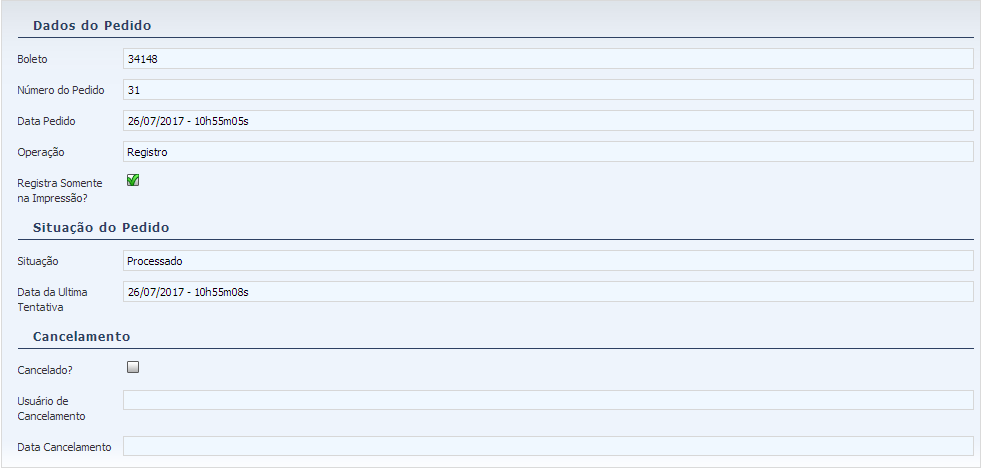 Dados do Pedido
Boleto 34148
Número do Pedido 31
Data Pedido 26/07/2017 - 10h55m05s
Operação Registro
Registra Somente
na Impressão?
Situação do Pedido
Situação Processado
Data da Ultima 26/07/2017 - 10h55m08s
Tentativa
Cancelamento
Cancelado?
Usuário de
Cancelamento
Data Cancelamento